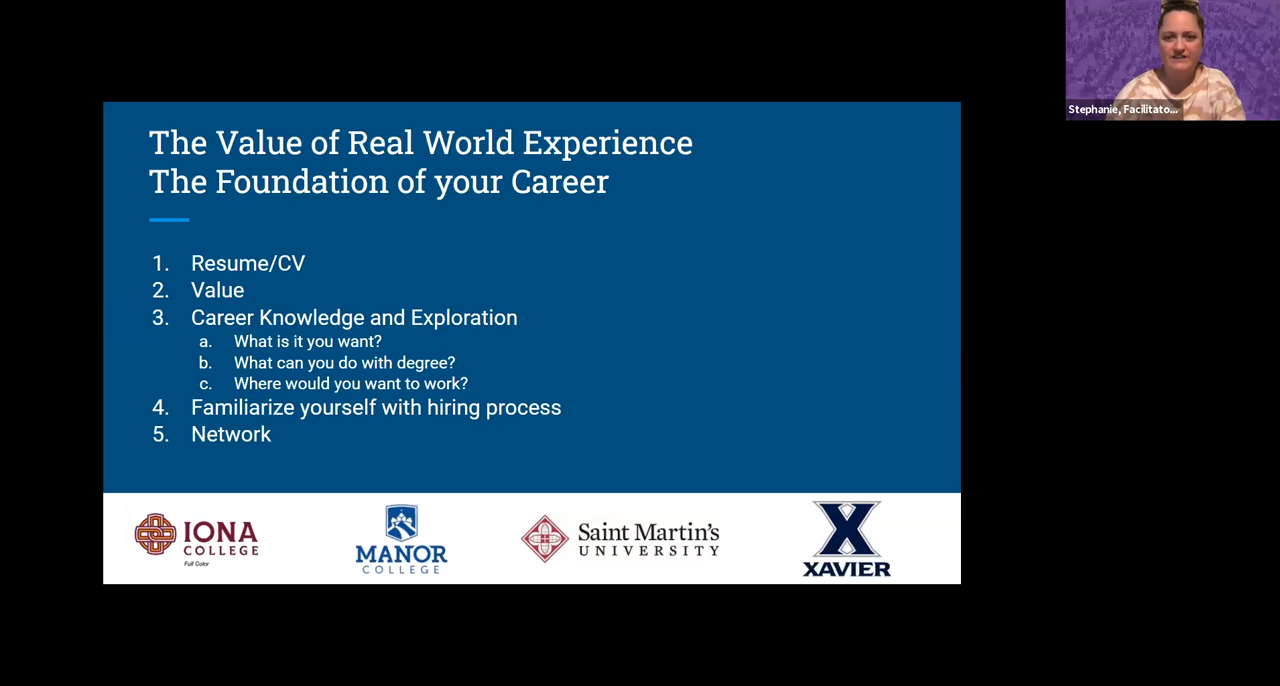 Stephanie, Facilitato...
The Value of Real World Experience
The Foundation of your Career
1. Resume/CV
2. Value
3. Career Knowledge and Exploration
a. What is it you want?
b. What can you do with degree?
c. Where would you want to work?
4. Familiarize yourself with hiring process
5. Network
IONA
COLLEGE
Full Color
MANOR
COLLEGE
Saint Martin's
UNIVERSITY
X
XAVIER